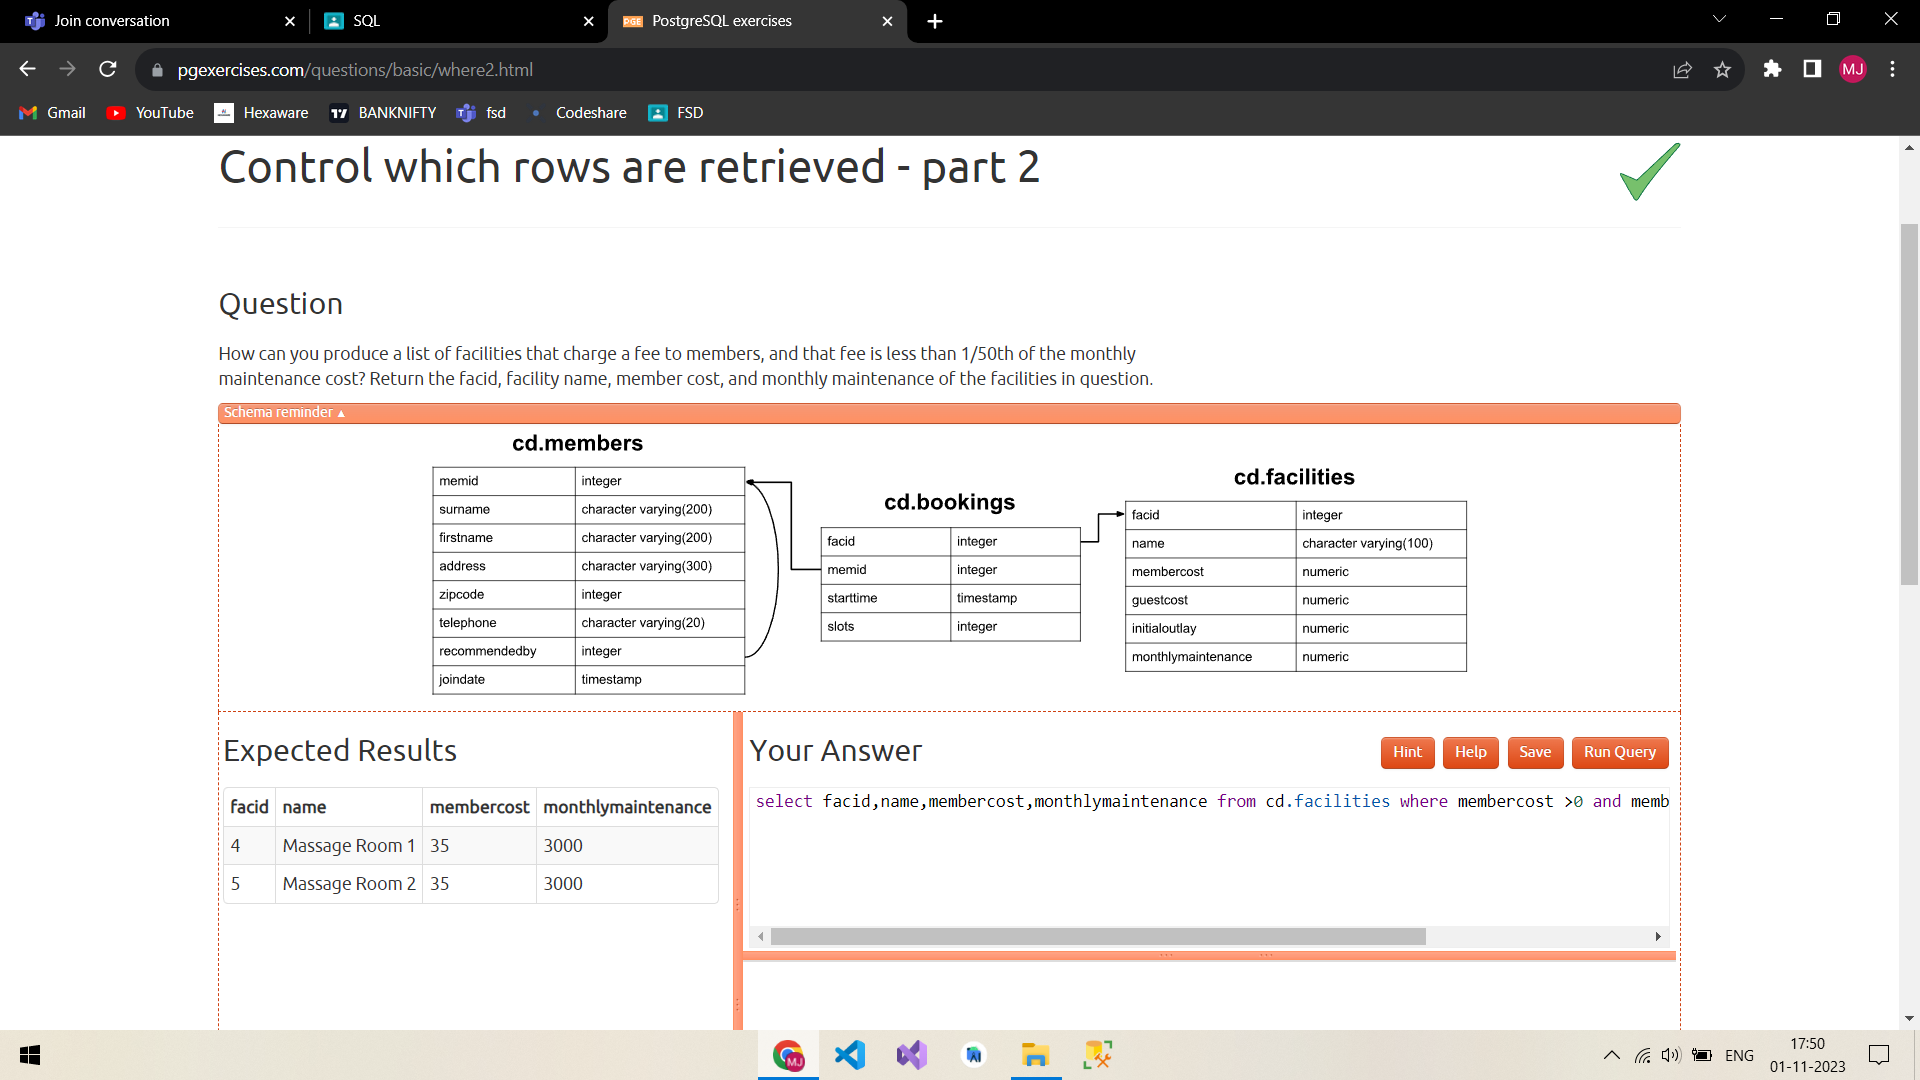 Join conversation
SQL
PGE PostgreSQL exercises
pgexercises.com/questions/basic/where2.html
MJ
Gmail YouTube Hexaware BANKNIFTY fsd Codeshare FSD
Control which rows are retrieved - part 2
Question
How can you produce a list of facilities that charge a fee to members, and that fee is less than 1/50th of the monthly
maintenance cost? Return the facid, facility name, member cost, and monthly maintenance of the facilities in question.
Schema reminder ▲
cd.members
memid integer
surname character varying(200)
firstname character varying(200)
address character varying(300)
zipcode integer
telephone character varying(20)
recommendedby integer
joindate timestamp
cd.bookings
facid integer
memid integer
starttime timestamp
slots integer
cd.facilities
facid integer
name character varying(100)
membercost numeric
guestcost numeric
initialoutlay numeric
monthlymaintenance numeric
Expected Results
facid name membercost monthlymaintenance
4 Massage Room 1 35 3000
5 Massage Room 2 35 3000
Your Answer
Hint Help Save Run Query
select facid,name,membercost,monthlymaintenance from cd.facilities where membercost >0 and memb
MJ
ENG
17:50
01-11-2023